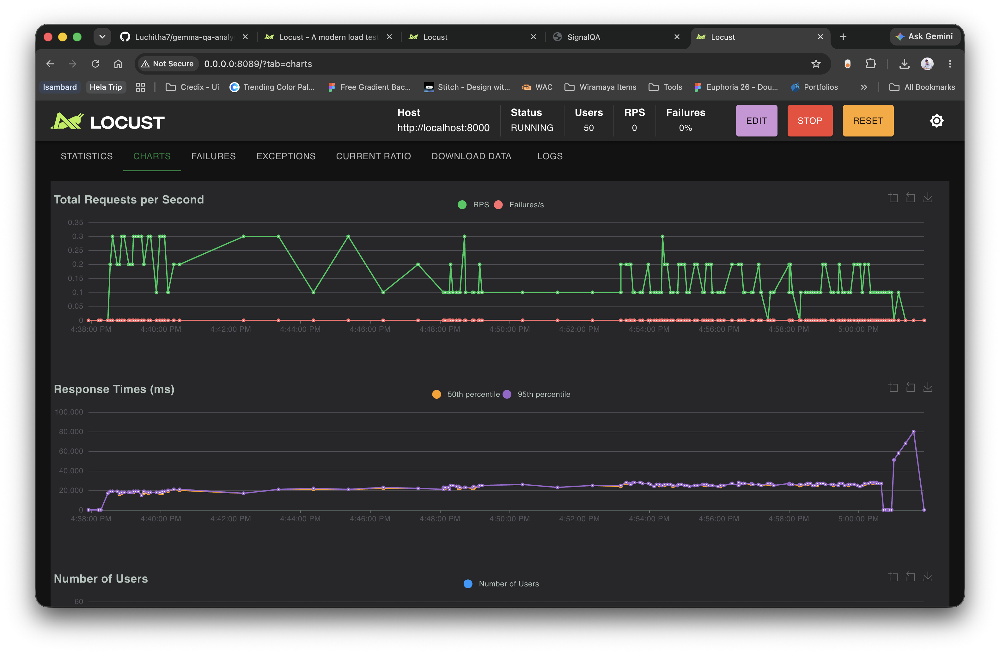 Luchitha7/gemma-qa-analy
Locust - A modern load test
Locust
SignalQA
Locust
Ask Gemini
Not Secure
0.0.0.0:8089/?tab=charts
Isambard
Hela Trip
Credix - Ui
Trending Color Pal...
Free Gradient Bac...
Stitch - Design wit...
WAC
Wiramaya Items
Tools
Euphoria 26 - Dou...
Portfolios
All Bookmarks
LOCUST
Host
http://localhost:8000
Status
RUNNING
Users
50
RPS
0
Failures
0%
EDIT
STOP
RESET
STATISTICS
CHARTS
FAILURES
EXCEPTIONS
CURRENT RATIO
DOWNLOAD DATA
LOGS
Total Requests per Second
RPS
Failures/s
0.35
0.3
0.25
0.2
0.15
0.1
0.05
0
4:38:00 PM
4:40:00 PM
4:42:00 PM
4:44:00 PM
4:46:00 PM
4:48:00 PM
4:50:00 PM
4:52:00 PM
4:54:00 PM
4:56:00 PM
4:58:00 PM
5:00:00 PM
Response Times (ms)
50th percentile
95th percentile
100,000
80,000
60,000
40,000
20,000
0
4:38:00 PM
4:40:00 PM
4:42:00 PM
4:44:00 PM
4:46:00 PM
4:48:00 PM
4:50:00 PM
4:52:00 PM
4:54:00 PM
4:56:00 PM
4:58:00 PM
5:00:00 PM
Number of Users
Number of Users
60